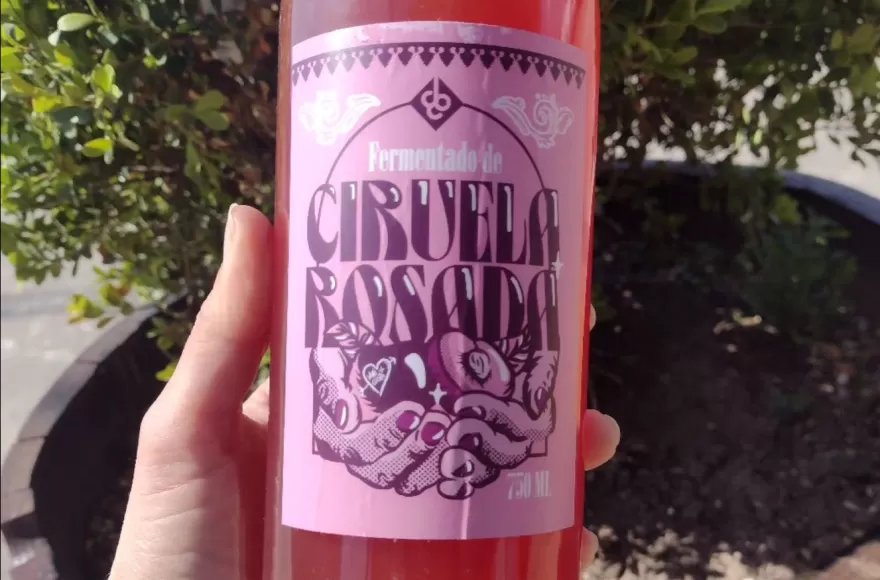 Fermentado de
CIRUELA
ROSADA
750 ML